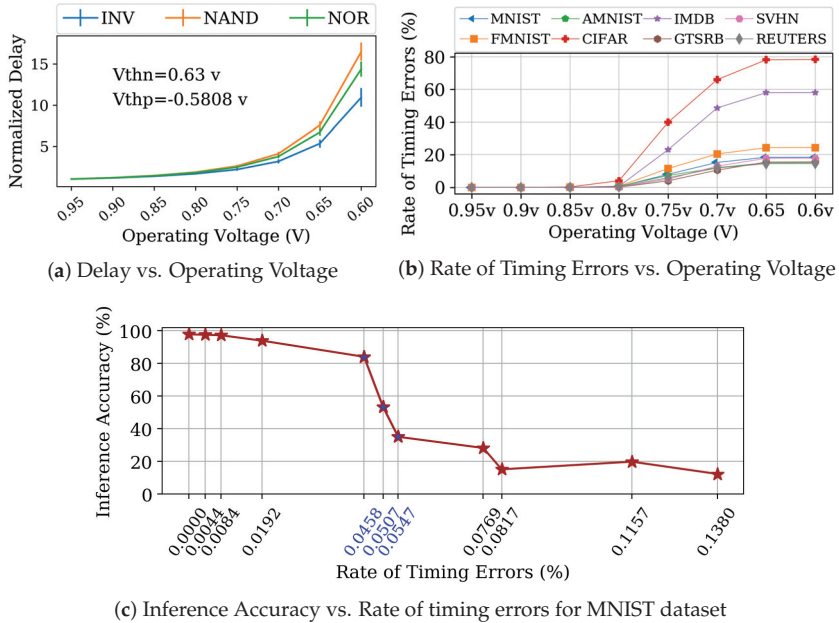 INV NAND NOR
Normalized Delay
15
10
5
Vthn=0.63 v
Vthp=-0.5808 v
0.95 0.90 0.85 0.80 0.75 0.70 0.65 0.60
Operating Voltage (V)
(a) Delay vs. Operating Voltage
MNIST AMNIST IMDB SVHN
FMNIST CIFAR GTSRB REUTERS
Rate of Timing Errors (%)
80
60
40
20
0
0.95v 0.9v 0.85v 0.8v 0.75v 0.7v 0.65 0.6v
Operating Voltage (V)
(b) Rate of Timing Errors vs. Operating Voltage
Inference Accuracy (%)
100
80
60
40
20
0
0.0000 0.0044 0.0084 0.0192 0.0458 0.0507 0.0547 0.0769 0.0817 0.1157 0.1380
Rate of Timing Errors (%)
(c) Inference Accuracy vs. Rate of timing errors for MNIST dataset